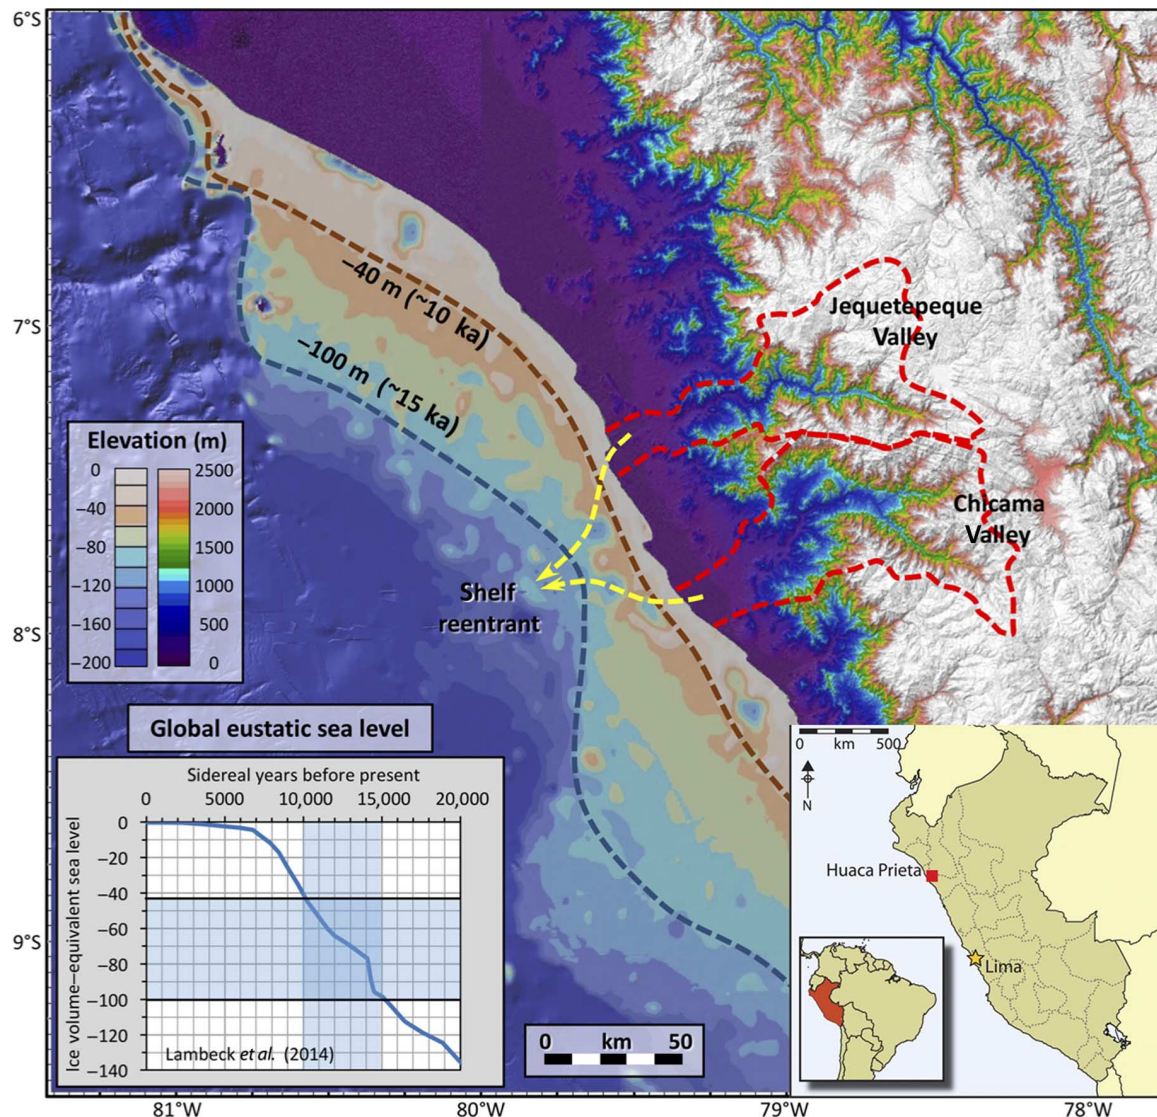 6°S
7°S
8°S
9°S
81°W
80°W
79°W
78°W
−40 m (~10 ka)
−100 m (~15 ka)
Jequetepeque
Valley
Chicama
Valley
Shelf
reentrant
Elevation (m)
0
−40
−80
−120
−160
−200
2500
2000
1500
1000
500
0
Global eustatic sea level
Sidereal years before present
0 5000 10,000 15,000 20,000
Ice volume–equivalent sea level
0
−20
−40
−60
−80
−100
−120
−140
Lambeck et al. (2014)
0 km 50
0 km 500
N
Huaca Prieta
Lima